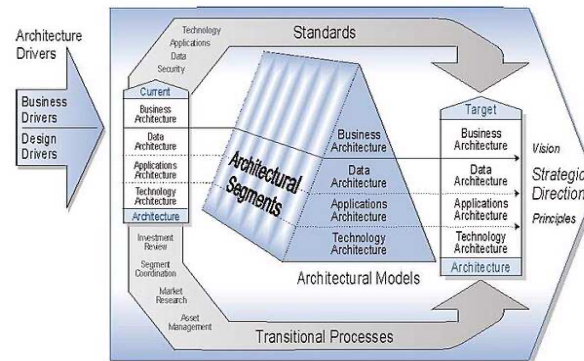 Architecture
Drivers
Business
Drivers
Design
Drivers
Technology
Applications
Data
Security
Standards
Current
Business
Architecture
Data
Architecture
Applications
Architecture
Technology
Architecture
Architecture
Investment
Review
Segment
Coordination
Market
Research
Asset
Management
Transitional Processes
Architectural
Segments
Business
Architecture
Data
Architecture
Applications
Architecture
Technology
Architecture
Architectural Models
Target
Business
Architecture
Data
Architecture
Applications
Architecture
Technology
Architecture
Architecture
Vision
Strategic
Direction
Principles